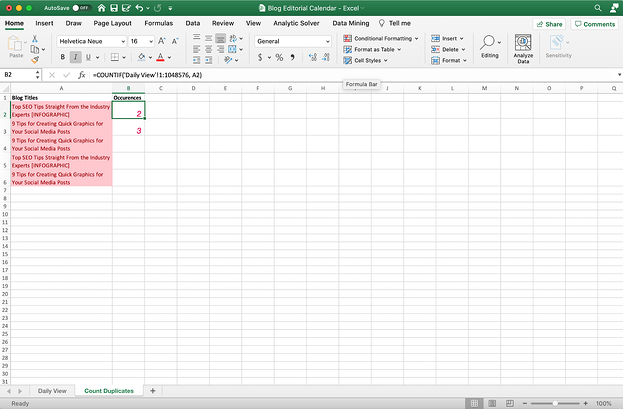 AutoSave OFF Blog Editorial Calendar – Excel
Home Insert Draw Page Layout Formulas Data Review View Analytic Solver Data Mining Tell me Share Comments
Paste Helvetica Neue 16 A A General Conditional Formatting Insert
Format as Table Delete Editing Analyze Data Sensitivity
B I U A $ % Cell Styles Format
B2 fx =COUNTIF('Daily View'!1:1048576, A2)
Formula Bar
A B C D E F G H J K L M N O P Q
1 Blog Titles Occurences
Top SEO Tips Straight From the Industry
2 Experts [INFOGRAPHIC] 2
9 Tips for Creating Quick Graphics for
3 Your Social Media Posts 3
9 Tips for Creating Quick Graphics for
4 Your Social Media Posts
Top SEO Tips Straight From the Industry
5 Experts [INFOGRAPHIC]
9 Tips for Creating Quick Graphics for
6 Your Social Media Posts
7
8
9
10
11
12
13
14
15
16
17
18
19
20
21
22
23
24
25
26
27
28
29
30
31
Daily View Count Duplicates +
Ready 100%